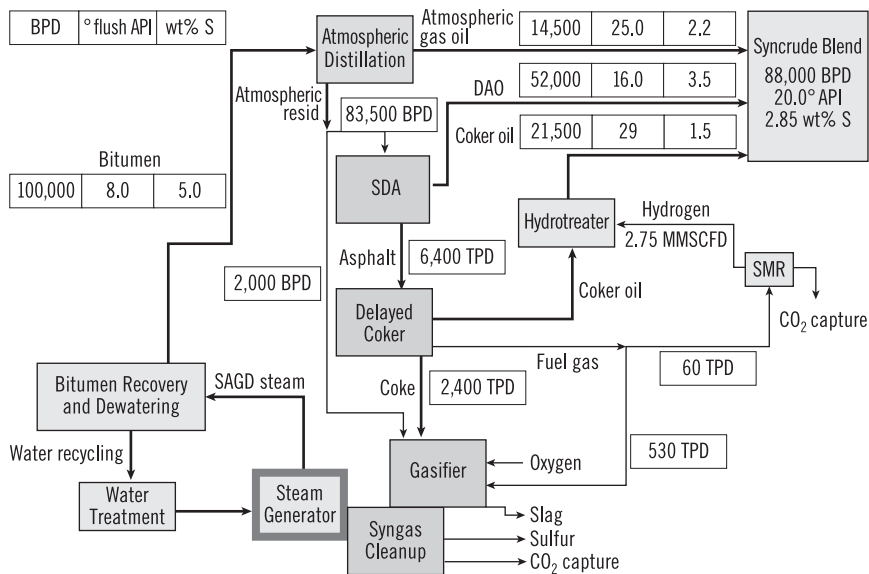 BPD ° flush API wt% S
Atmospheric
gas oil
14,500 25.0 2.2
Atmospheric
Distillation
Syncrude Blend
88,000 BPD
20.0° API
2.85 wt% S
DAO
52,000 16.0 3.5
Atmospheric
resid
83,500 BPD
Coker oil
21,500 29 1.5
Bitumen
100,000 8.0 5.0
SDA
Hydrotreater
Hydrogen
2.75 MMSCFD
Asphalt
6,400 TPD
2,000 BPD
SMR
Coker oil
CO2 capture
Delayed
Coker
Fuel gas
60 TPD
Bitumen Recovery
and Dewatering
SAGD steam
Coke
2,400 TPD
Water recycling
530 TPD
Gasifier
Oxygen
Water
Treatment
Steam
Generator
Slag
Syngas
Cleanup
Sulfur
CO2 capture